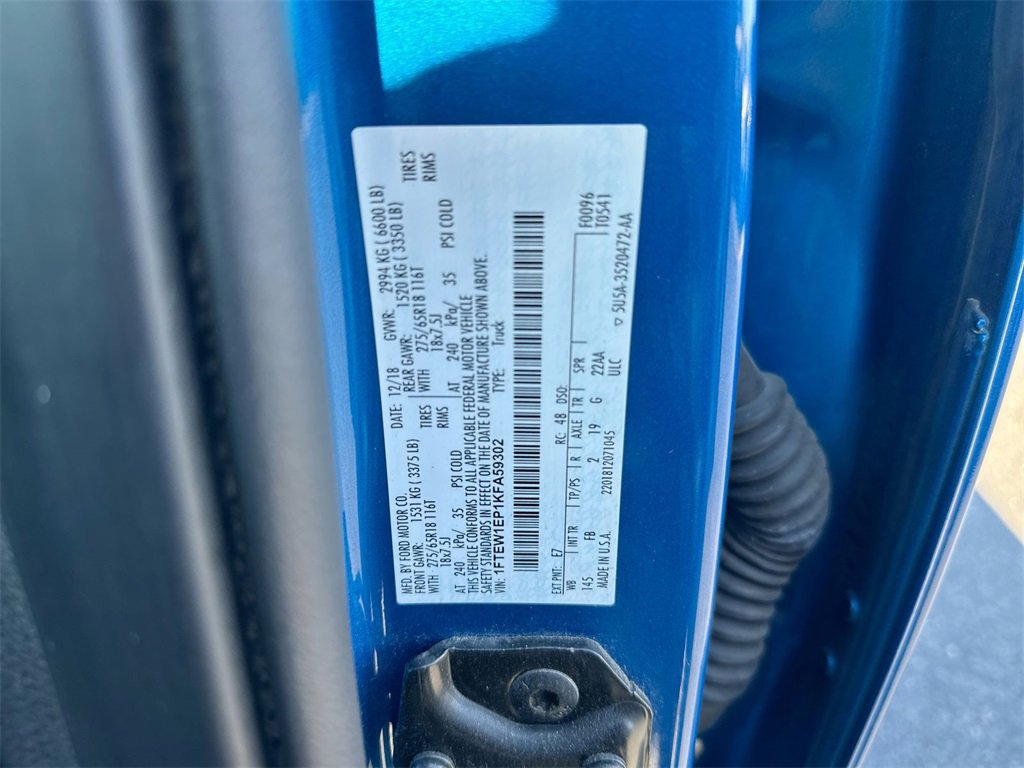 MFD. BY FORD MOTOR CO.
DATE: 12/18 GVWR: 2994 KG ( 6600 LB)
FRONT GAWR: 1531 KG ( 3375 LB) REAR GAWR: 1520 KG ( 3350 LB)
WITH 275/65R18 116T TIRES WITH 275/65R18 116T TIRES
18x7.5J RIMS 18x7.5J RIMS
AT 240 kPa/ 35 PSI COLD AT 240 kPa/ 35 PSI COLD
THIS VEHICLE CONFORMS TO ALL APPLICABLE FEDERAL MOTOR VEHICLE
SAFETY STANDARDS IN EFFECT ON THE DATE OF MANUFACTURE SHOWN ABOVE.
VIN: 1FTEW1EP1KFA59302 TYPE: Truck
EXT PNT: E7 RC: 48 DSO: F0096
WB INT TR TP/PS R AXLE TR SPR T0541
145 FB 2 19 G 22AA
MADE IN U.S.A. 2201812071045 ULC ▽ 5U5A-3520472-AA